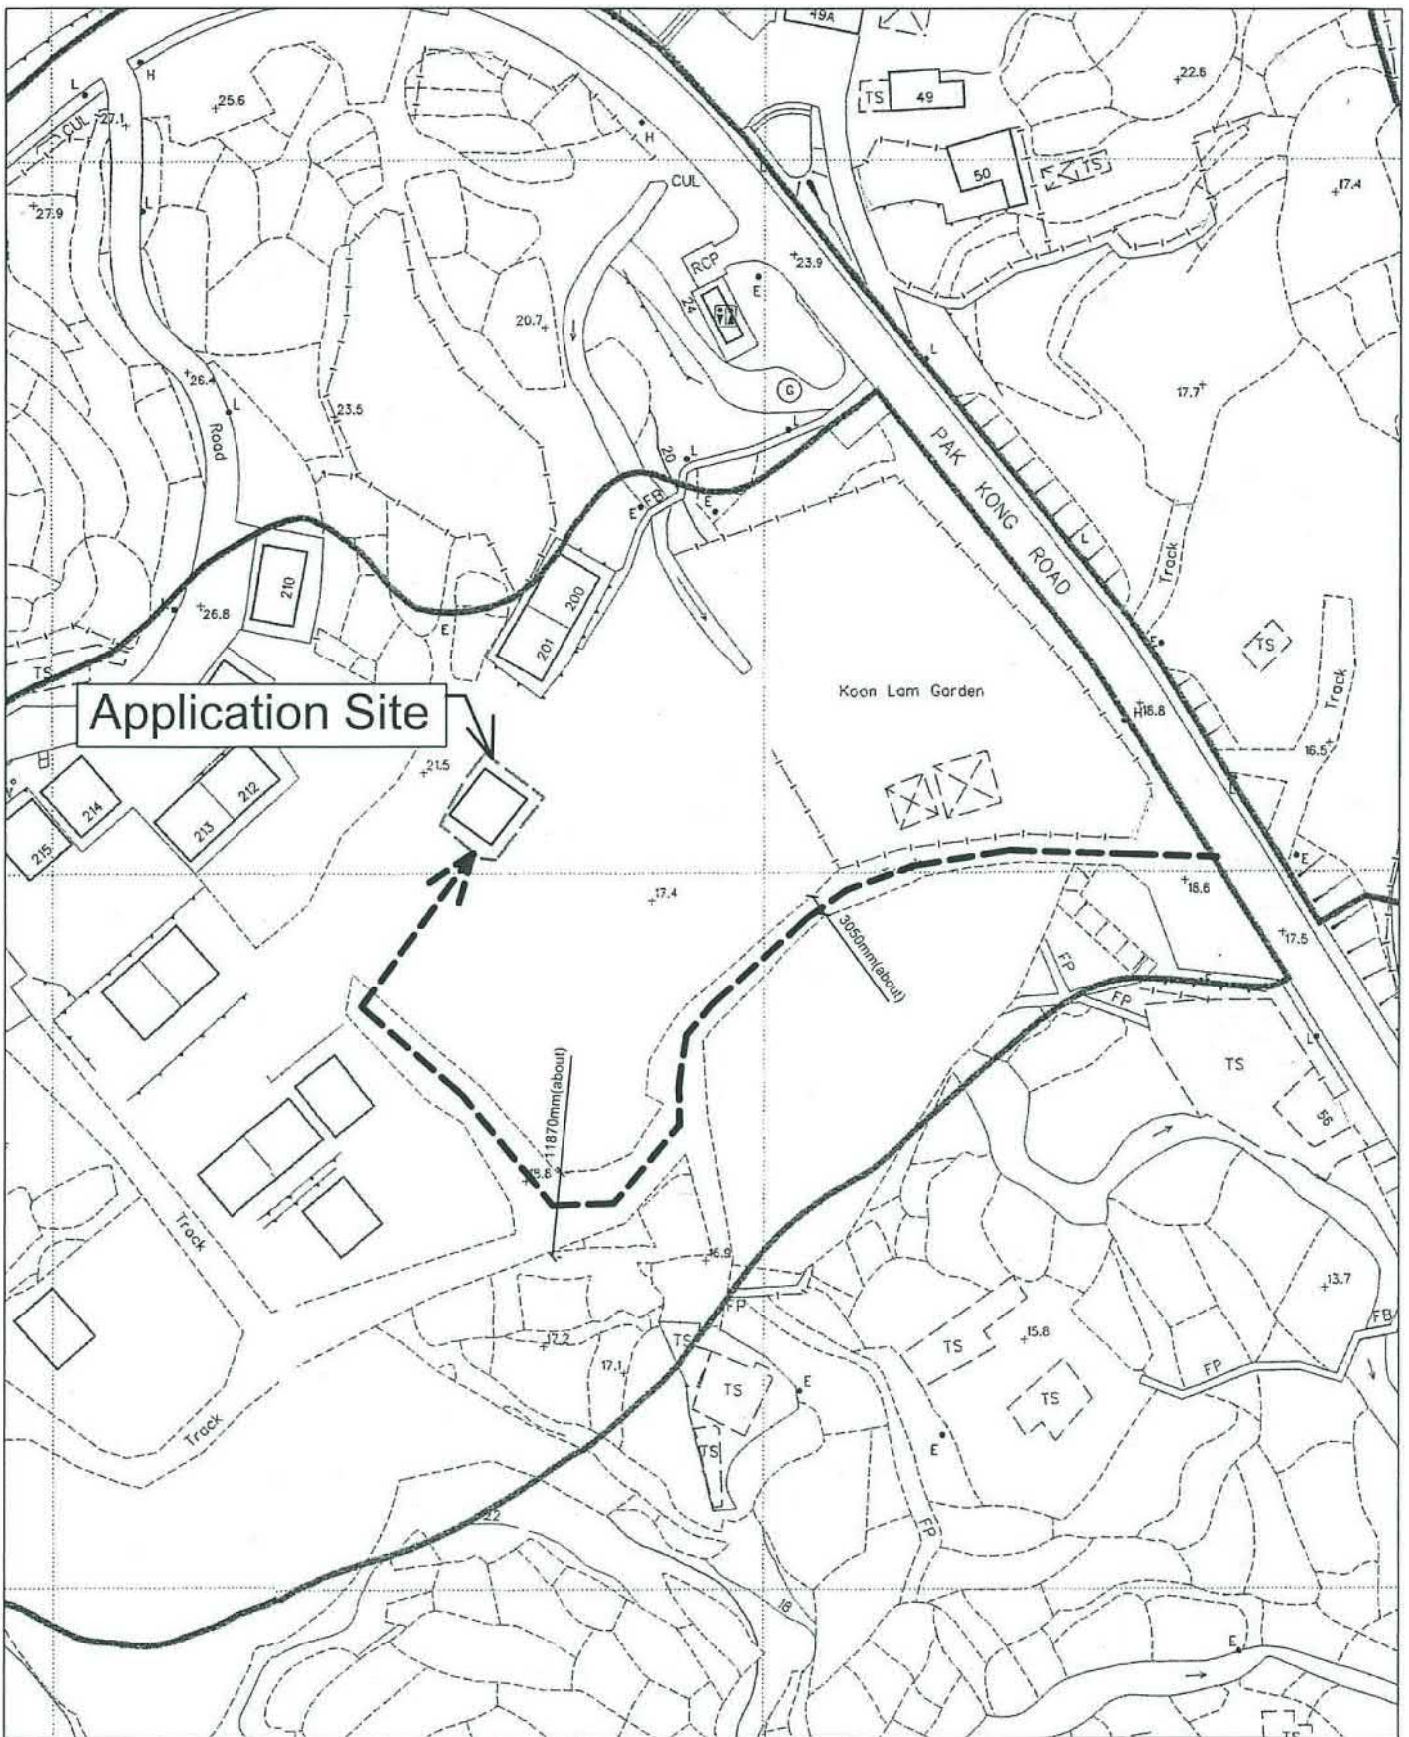 49A
L
H
CUL
27.1
25.6
TS
49
22.6
H
50
TS
CUL
L
27.9
17.4
RCP
23.9
E
24
20.7
L
26.4
G
17.7
L
23.5
L
Road
PAK KONG ROAD
20
L
E
FB
E
L
Track
210
200
201
26.8
L
E
TS
TS
Application Site
Koon Lam Garden
H
18.8
Track
16.5
21.5
212
213
214
215
E
17.4
18.6
3050mm(about)
17.5
FP
FP
L
TS
56
11870mm(about)
18.8
Track
16.9
13.7
FP
FB
17.2
TS
15.8
TS
17.1
FP
TS
E
TS
Track
TS
E
22
FP
18
E
TS